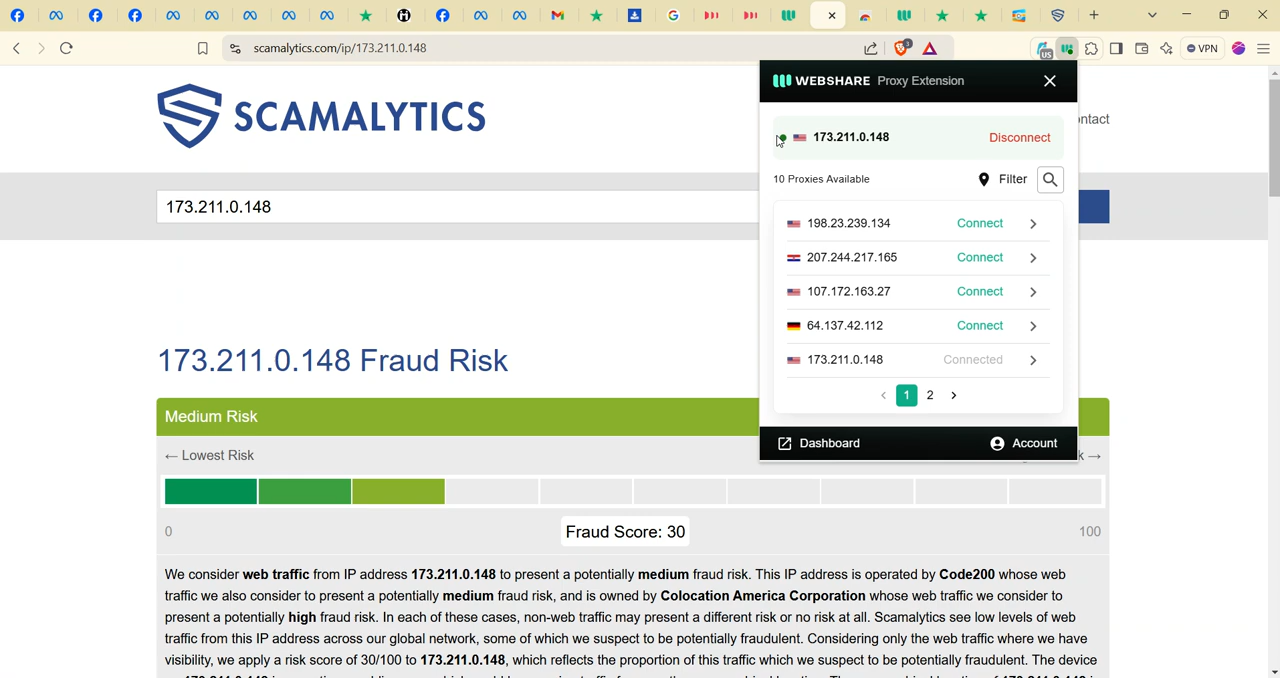 scamalytics.com/ip/173.211.0.148
3
US
VPN
SCAMALYTICS
ntact
173.211.0.148
WEBSHARE Proxy Extension
173.211.0.148 Disconnect
10 Proxies Available Filter
198.23.239.134 Connect
207.244.217.165 Connect
107.172.163.27 Connect
64.137.42.112 Connect
173.211.0.148 Connected
1 2
Dashboard Account
173.211.0.148 Fraud Risk
Medium Risk
← Lowest Risk
k →
0 Fraud Score: 30 100
We consider web traffic from IP address 173.211.0.148 to present a potentially medium fraud risk. This IP address is operated by Code200 whose web
traffic we also consider to present a potentially medium fraud risk, and is owned by Colocation America Corporation whose web traffic we consider to
present a potentially high fraud risk. In each of these cases, non-web traffic may present a different risk or no risk at all. Scamalytics see low levels of web
traffic from this IP address across our global network, some of which we suspect to be potentially fraudulent. Considering only the web traffic where we have
visibility, we apply a risk score of 30/100 to 173.211.0.148, which reflects the proportion of this traffic which we suspect to be potentially fraudulent. The device